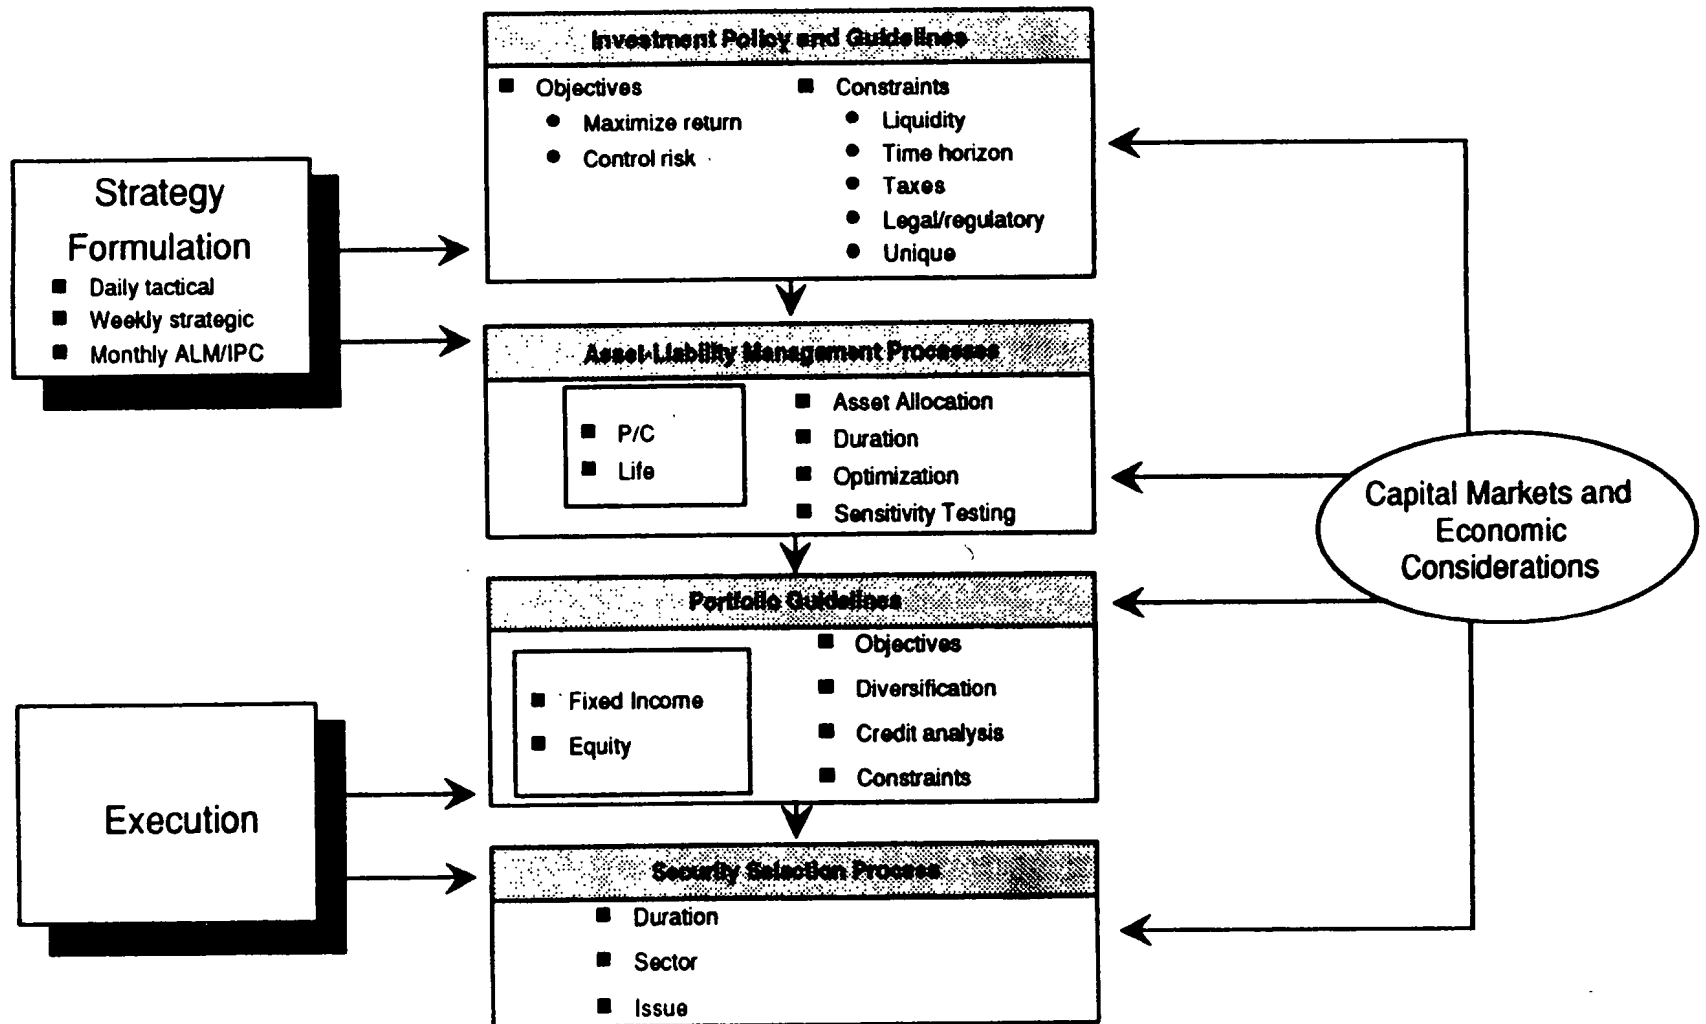 Investment Policy and Guidelines
Objectives
Maximize return
Control risk
Constraints
Liquidity
Time horizon
Taxes
Legal/regulatory
Unique
Strategy
Formulation
Daily tactical
Weekly strategic
Monthly ALM/IPC
Asset-Liability Management Processes
P/C
Life
Asset Allocation
Duration
Optimization
Sensitivity Testing
Capital Markets and
Economic
Considerations
Portfolio Guidelines
Fixed Income
Equity
Objectives
Diversification
Credit analysis
Constraints
Execution
Security Selection Process
Duration
Sector
Issue